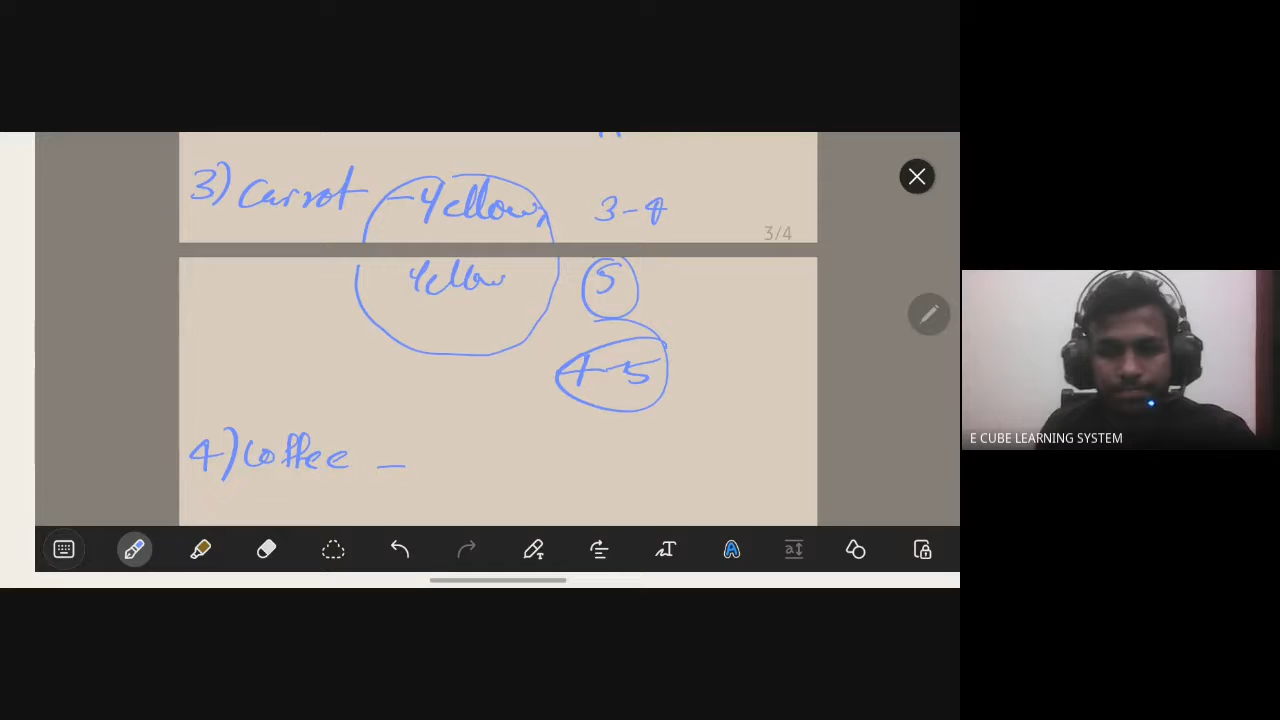 3) Carrot - Yellow, 3-4
3/4
Yellow 5
4-5
4) Coffee -
E CUBE LEARNING SYSTEM